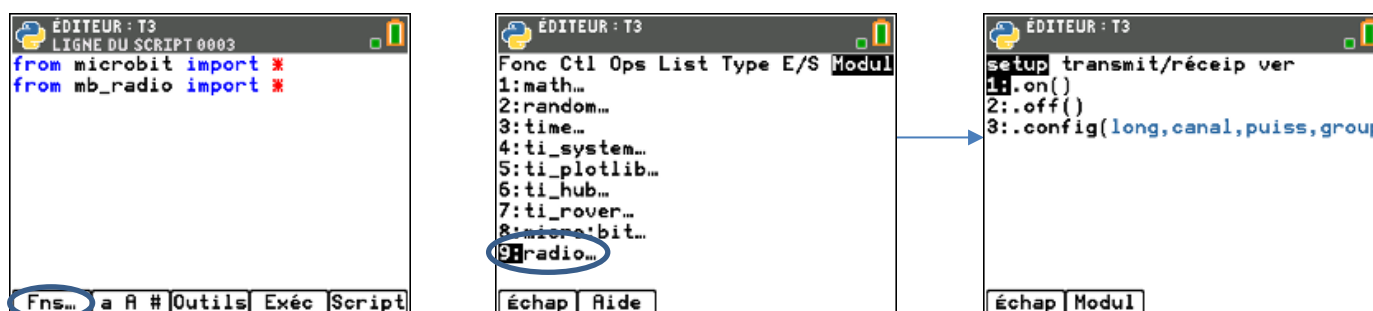 ÉDITEUR : T3
LIGNE DU SCRIPT 0003
from microbit import *
from mb_radio import *
Fns… a A # Outils Exéc Script
ÉDITEUR : T3
Fonc Ctl Ops List Type E/S Modul
1:math…
2:random…
3:time…
4:ti_system…
5:ti_plotlib…
6:ti_hub…
7:ti_rover…
8:micro:bit…
9:radio…
Échap Aide
ÉDITEUR : T3
setup transmit/réceip ver
1:.on()
2:.off()
3:.config(long,canal,puiss,group
Échap Modul